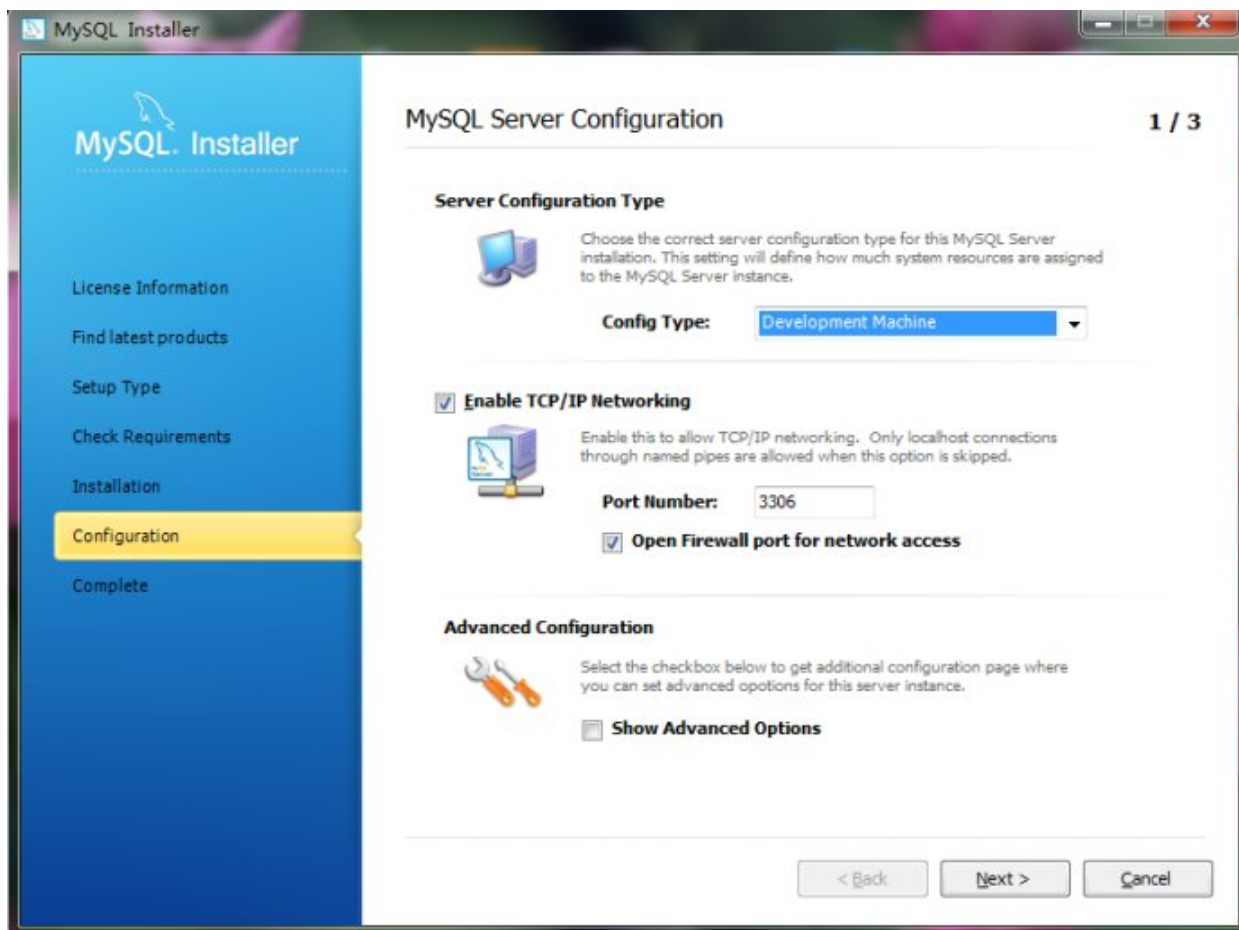 MySQL Installer
MySQL Installer
License Information
Find latest products
Setup Type
Check Requirements
Installation
Configuration
Complete
MySQL Server Configuration
1 / 3
Server Configuration Type
Choose the correct server configuration type for this MySQL Server
installation. This setting will define how much system resources are assigned
to the MySQL Server instance.
Config Type: Development Machine
Enable TCP/IP Networking
Enable this to allow TCP/IP networking. Only localhost connections
through named pipes are allowed when this option is skipped.
Port Number: 3306
Open Firewall port for network access
Advanced Configuration
Select the checkbox below to get additional configuration page where
you can set advanced opotions for this server instance.
Show Advanced Options
< Back Next > Cancel